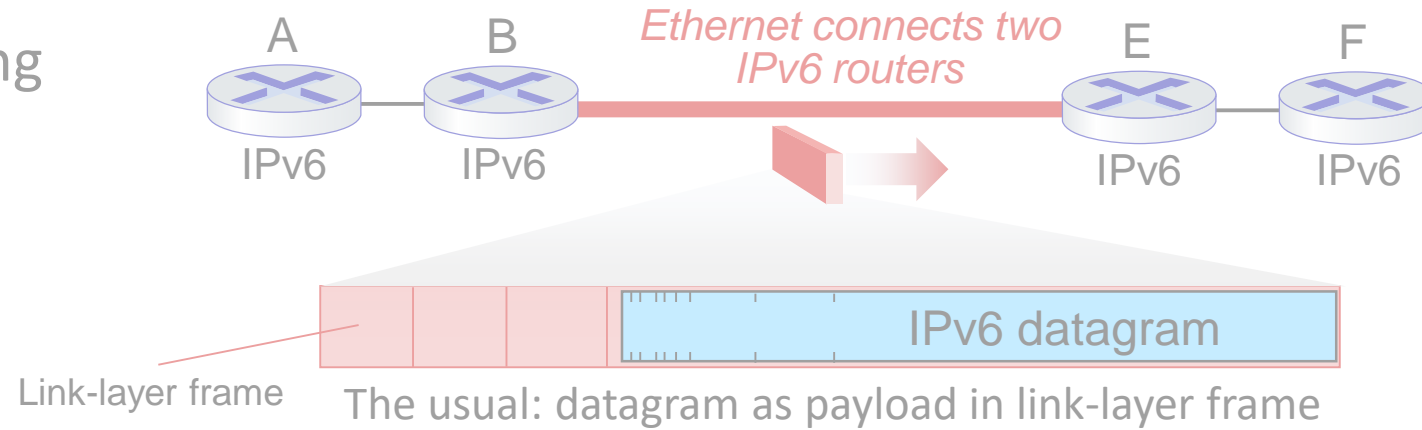 ng
A
B
Ethernet connects two
IPv6 routers
E
F
IPv6
IPv6
IPv6
IPv6
IPv6 datagram
Link-layer frame
The usual: datagram as payload in link-layer frame